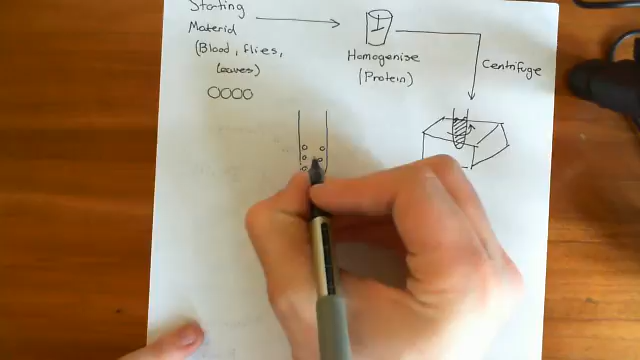 Starting
Material
(Blood, flies,
leaves)
Homogenise
(Protein)
Centrifuge